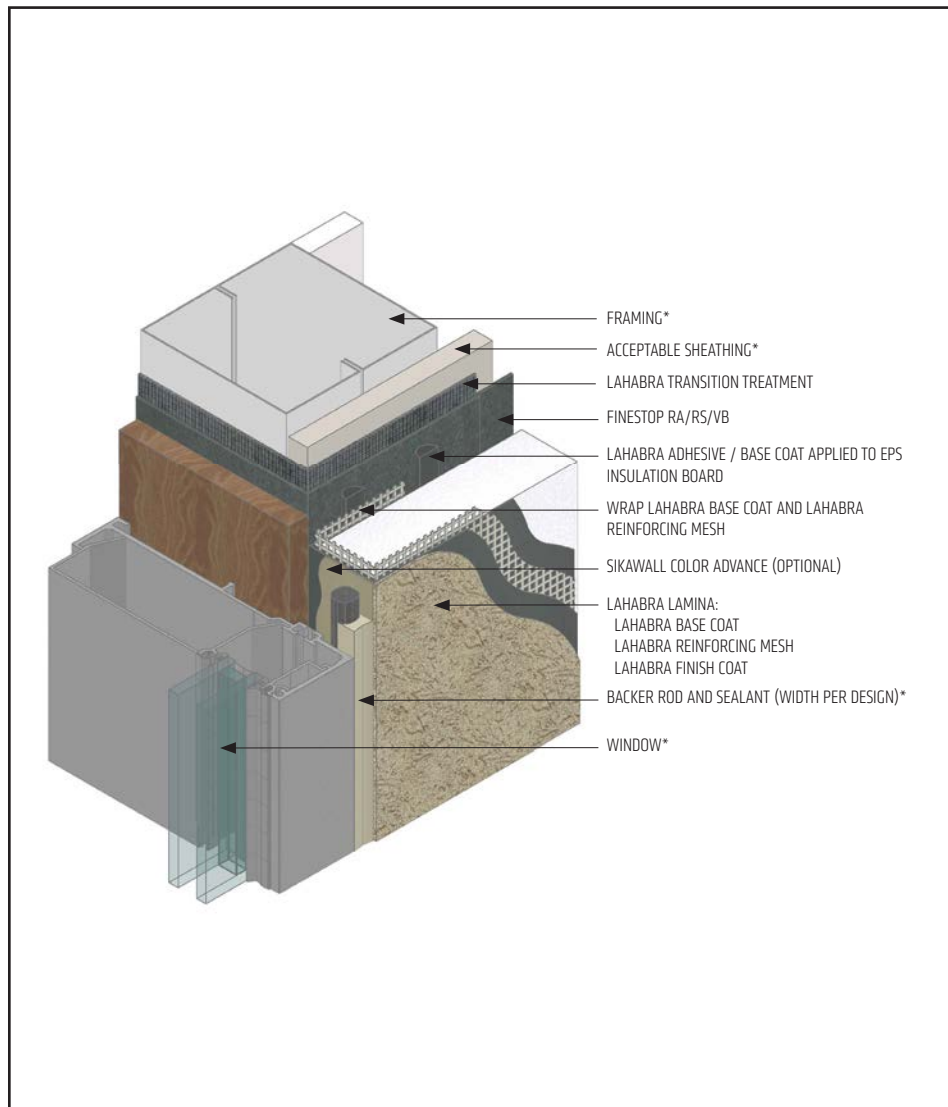 FRAMING*
ACCEPTABLE SHEATHING*
LAHABRA TRANSITION TREATMENT
FINESTOP RA/RS/VB
LAHABRA ADHESIVE / BASE COAT APPLIED TO EPS
INSULATION BOARD
WRAP LAHABRA BASE COAT AND LAHABRA
REINFORCING MESH
SIKAWALL COLOR ADVANCE (OPTIONAL)
LAHABRA LAMINA:
LAHABRA BASE COAT
LAHABRA REINFORCING MESH
LAHABRA FINISH COAT
BACKER ROD AND SEALANT (WIDTH PER DESIGN)*
WINDOW*